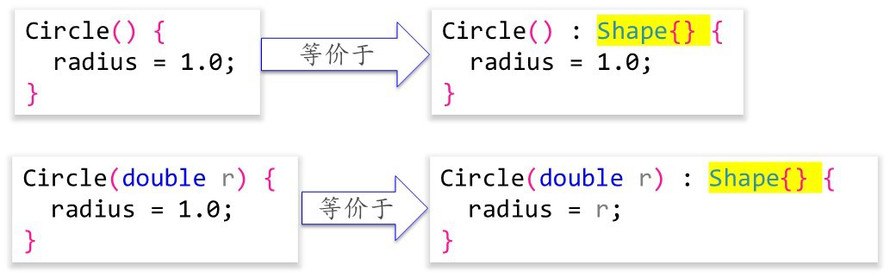 Circle() {
  radius = 1.0;
}
等价于
Circle() : Shape{} {
  radius = 1.0;
}
Circle(double r) {
  radius = 1.0;
}
等价于
Circle(double r) : Shape{} {
  radius = r;
}